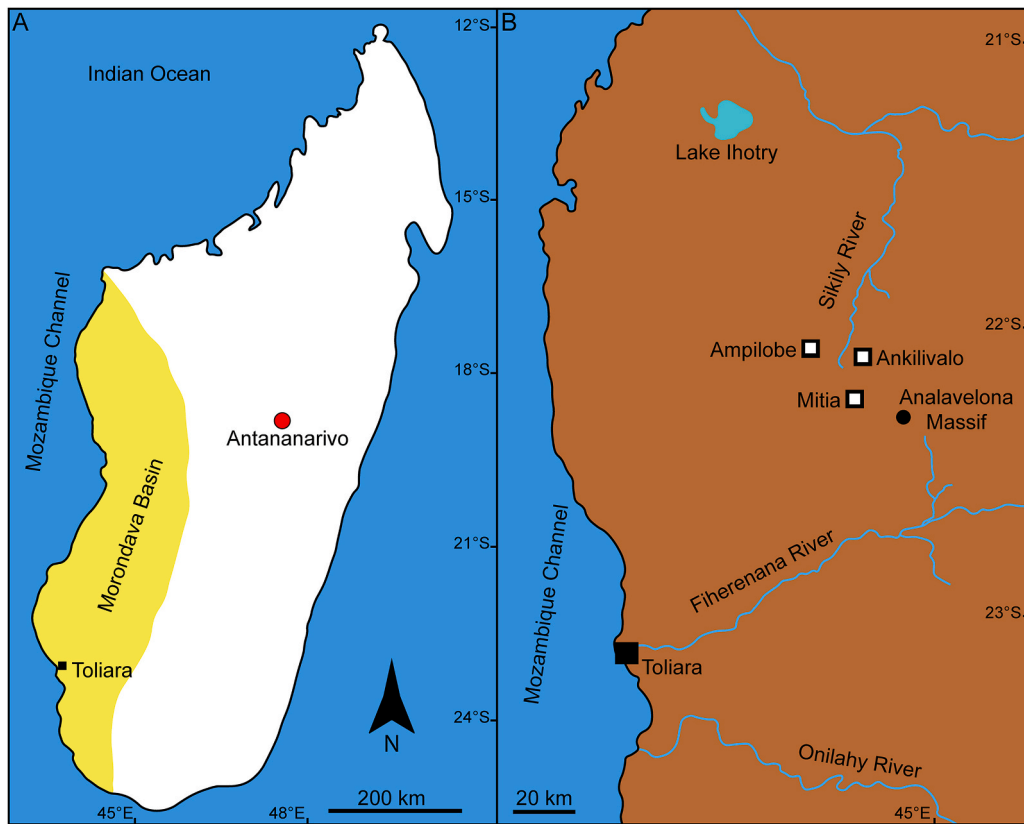 A
Indian Ocean
Mozambique Channel
Morondava Basin
Antananarivo
Toliara
N
200 km
12°S
15°S
18°S
21°S
24°S
45°E
48°E
B
21°S
Lake Ihotry
Sikily River
22°S
Ampilobe
Ankilivalo
Mitia
Analavelona
Massif
Mozambique Channel
Fiherenana River
23°S
Toliara
Onilahy River
20 km
45°E